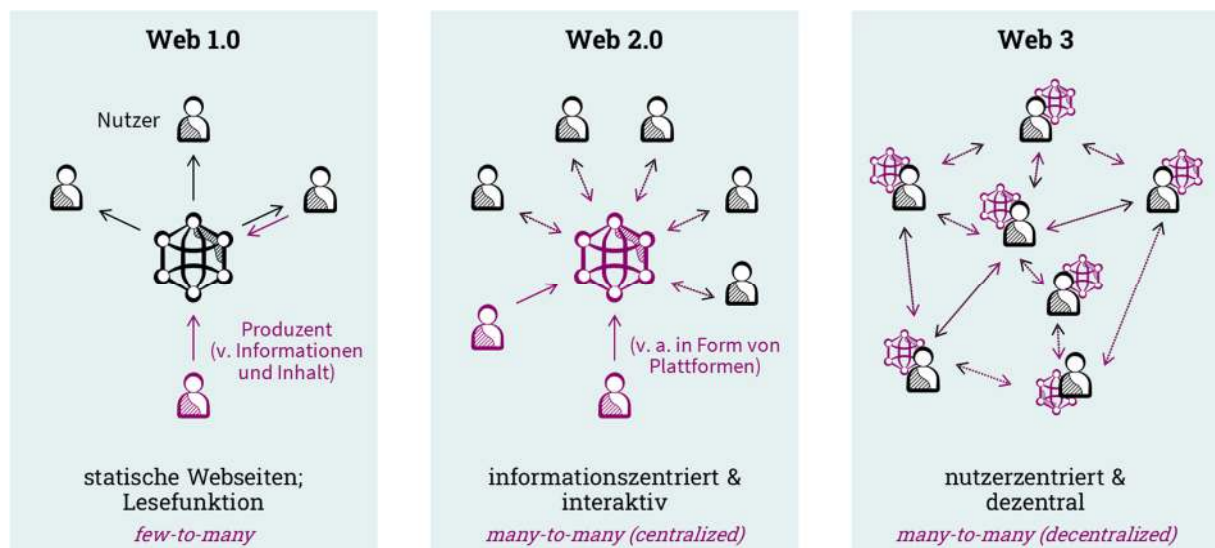 Web 1.0
Nutzer
Produzent
(v. Informationen
und Inhalt)
statische Webseiten;
Lesefunktion
few-to-many
Web 2.0
(v. a. in Form von
Plattformen)
informationszentriert &
interaktiv
many-to-many (centralized)
Web 3
nutzerzentriert &
dezentral
many-to-many (decentralized)